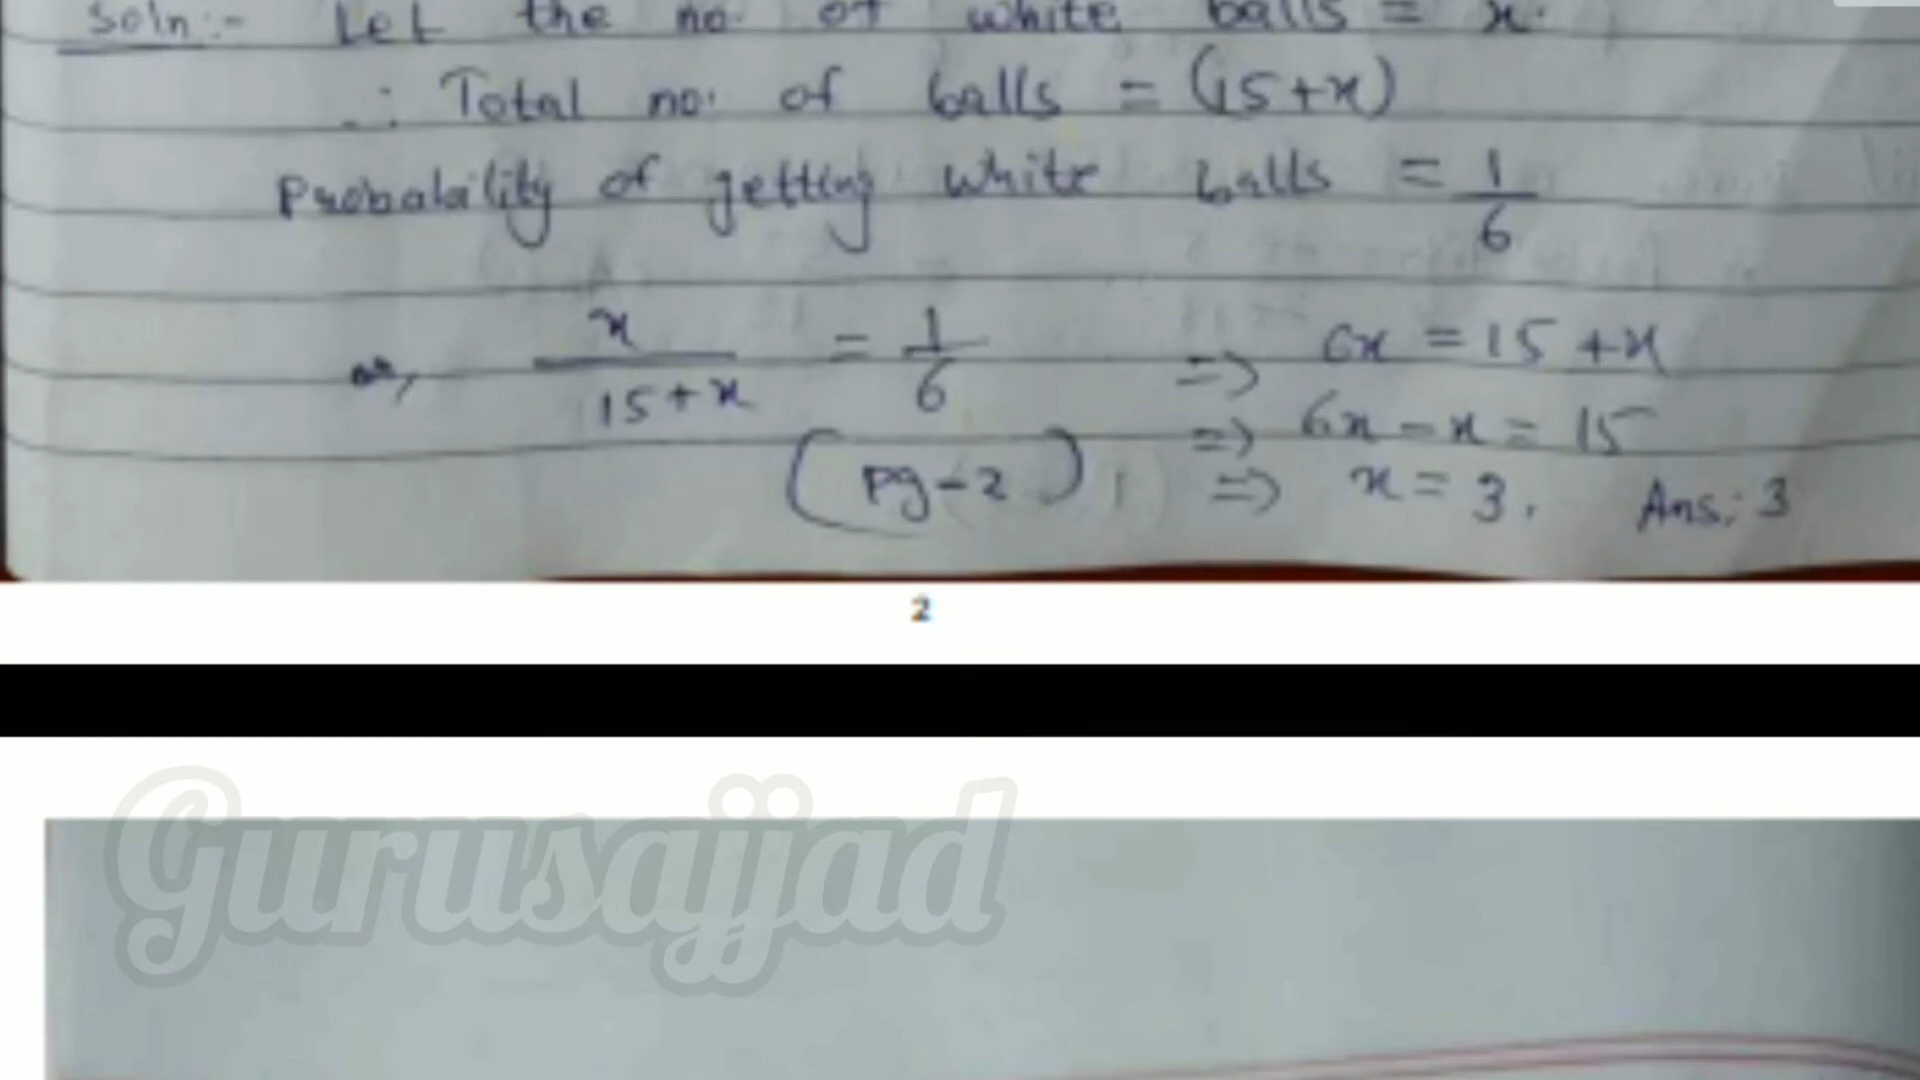 Soln:- Let the no. of white balls = x.
∴ Total no. of balls = (15+x)
Probalality of getting white balls = 1/6
or, x/(15+x) = 1/6 => 6x = 15 + x
=> 6x - x = 15
(pg-2) => x = 3. Ans: 3
2
Gurusajjad